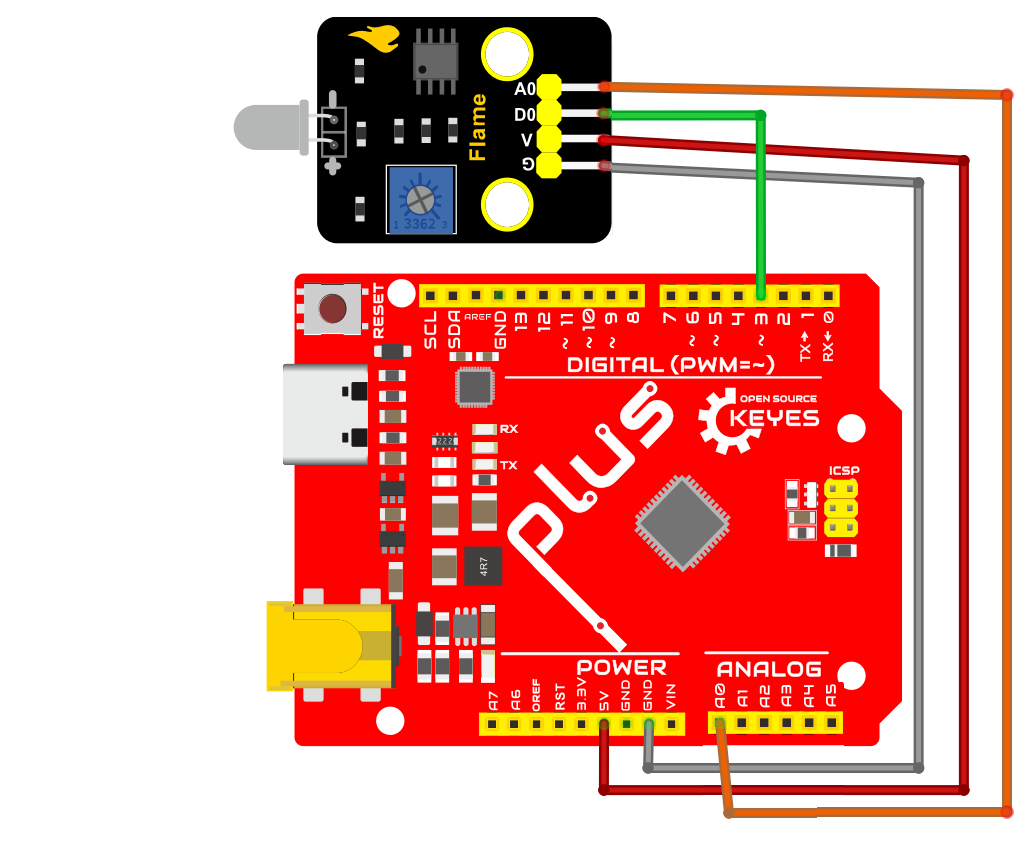 A0
D0
V
G
Flame
1 3362 3
RESET
SCL
SDA
AREF
GND
13
12
~11
~10
~9
8
7
~6
~5
4
~3
2
TX→1
RX←0
DIGITAL (PWM=~)
OPEN SOURCE
KEYES
plus
RX
TX
222
ICSP
4R7
POWER
ANALOG
A7
A6
0REF
RST
3.3V
5V
GND
GND
VIN
A0
A1
A2
A3
A4
A5